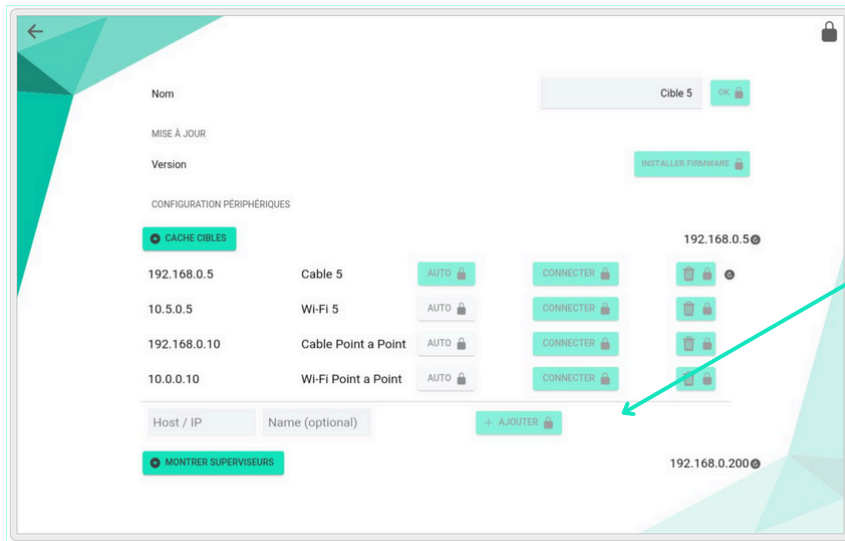 Nom Cible 5 OK
MISE À JOUR
Version INSTALLER FIRMWARE
CONFIGURATION PÉRIPHÉRIQUES
CACHE CIBLES 192.168.0.5
192.168.0.5 Cable 5 AUTO CONNECTER
10.5.0.5 Wi-Fi 5 AUTO CONNECTER
192.168.0.10 Cable Point a Point AUTO CONNECTER
10.0.0.10 Wi-Fi Point a Point AUTO CONNECTER
Host / IP Name (optional) + AJOUTER
MONTRER SUPERVISEURS 192.168.0.200